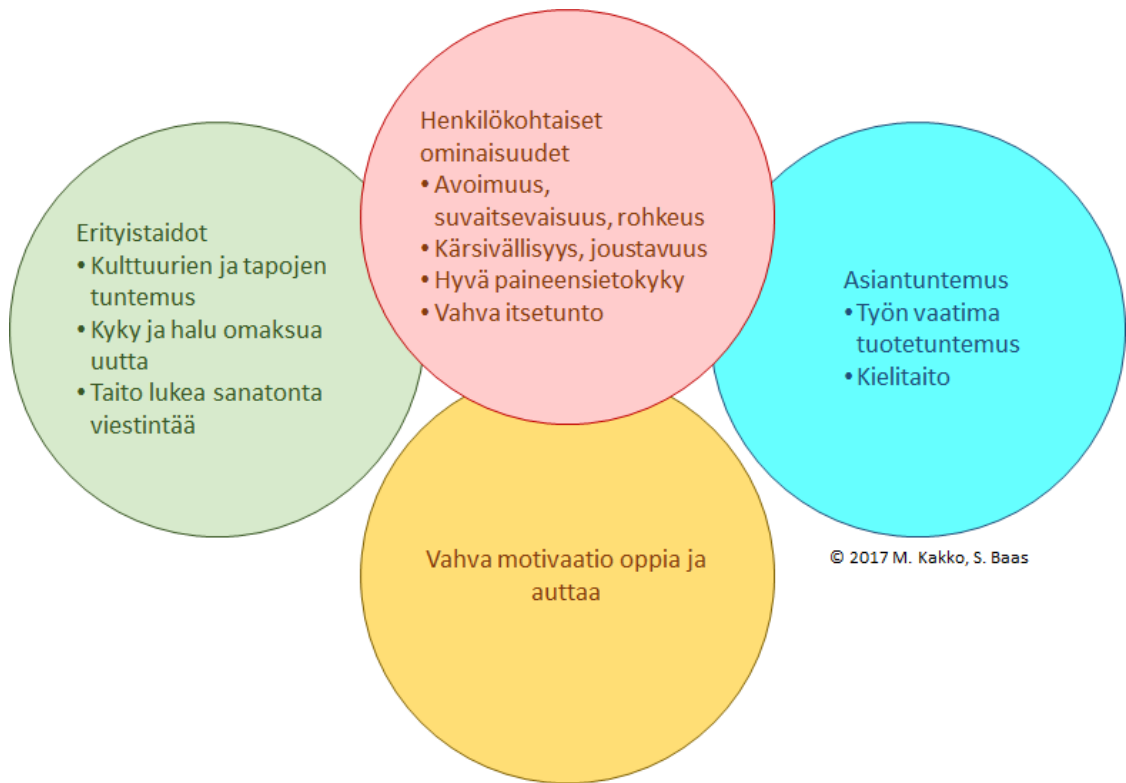 Henkilökohtaiset
ominaisuudet
• Avoimuus,
suvaitsevaisuus, rohkeus
• Kärsivällisyys, joustavuus
• Hyvä paineensietokyky
• Vahva itsetunto
Erityistaidot
• Kulttuurien ja tapojen
tuntemus
• Kyky ja halu omaksua
uutta
• Taito lukea sanatonta
viestintää
Asiantuntemus
• Työn vaatima
tuotetuntemus
• Kielitaito
Vahva motivaatio oppia ja
auttaa
© 2017 M. Kakko, S. Baas